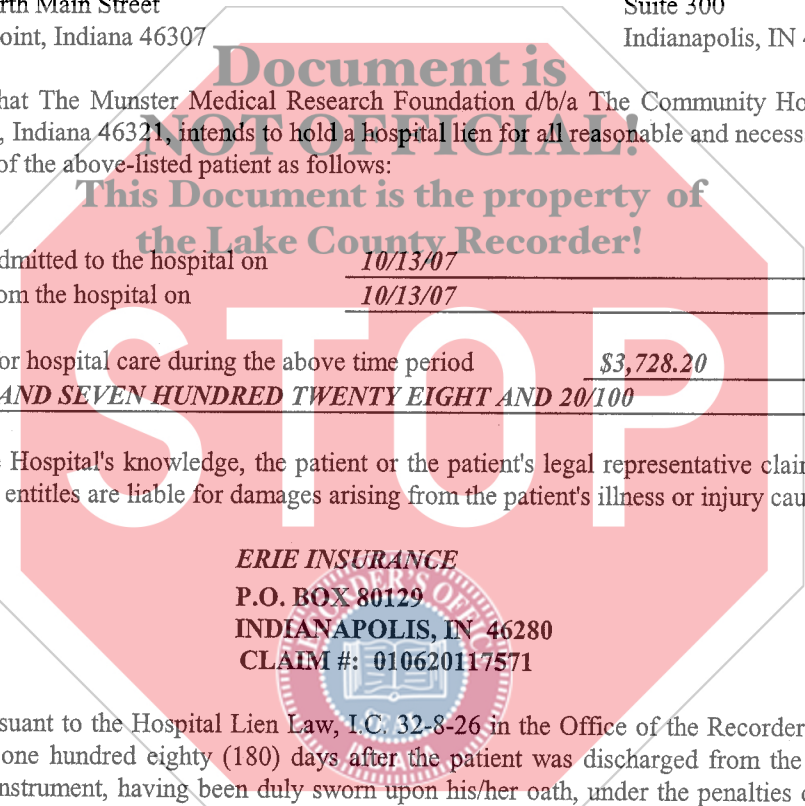 rth Main Street Suite 300
oint, Indiana 46307 Indianapolis, IN 4
Document is
hat The Munster Medical Research Foundation d/b/a The Community Ho
NOT OFFICIAL!
, Indiana 46321, intends to hold a hospital lien for all reasonable and necess
of the above-listed patient as follows:
This Document is the property of
the Lake County Recorder!
dmitted to the hospital on 10/13/07
om the hospital on 10/13/07
STOP
or hospital care during the above time period $3,728.20
AND SEVEN HUNDRED TWENTY EIGHT AND 20/100
Hospital's knowledge, the patient or the patient's legal representative clair
entitles are liable for damages arising from the patient's illness or injury cau
ERIE INSURANCE
P.O. BOX 80129
INDIANAPOLIS, IN 46280
CLAIM #: 010620117571
RECORDER'S OFFIC
suant to the Hospital Lien Law, I.C. 32-8-26 in the Office of the Recorder
one hundred eighty (180) days after the patient was discharged from the
nstrument, having been duly sworn upon his/her oath, under the penalties o